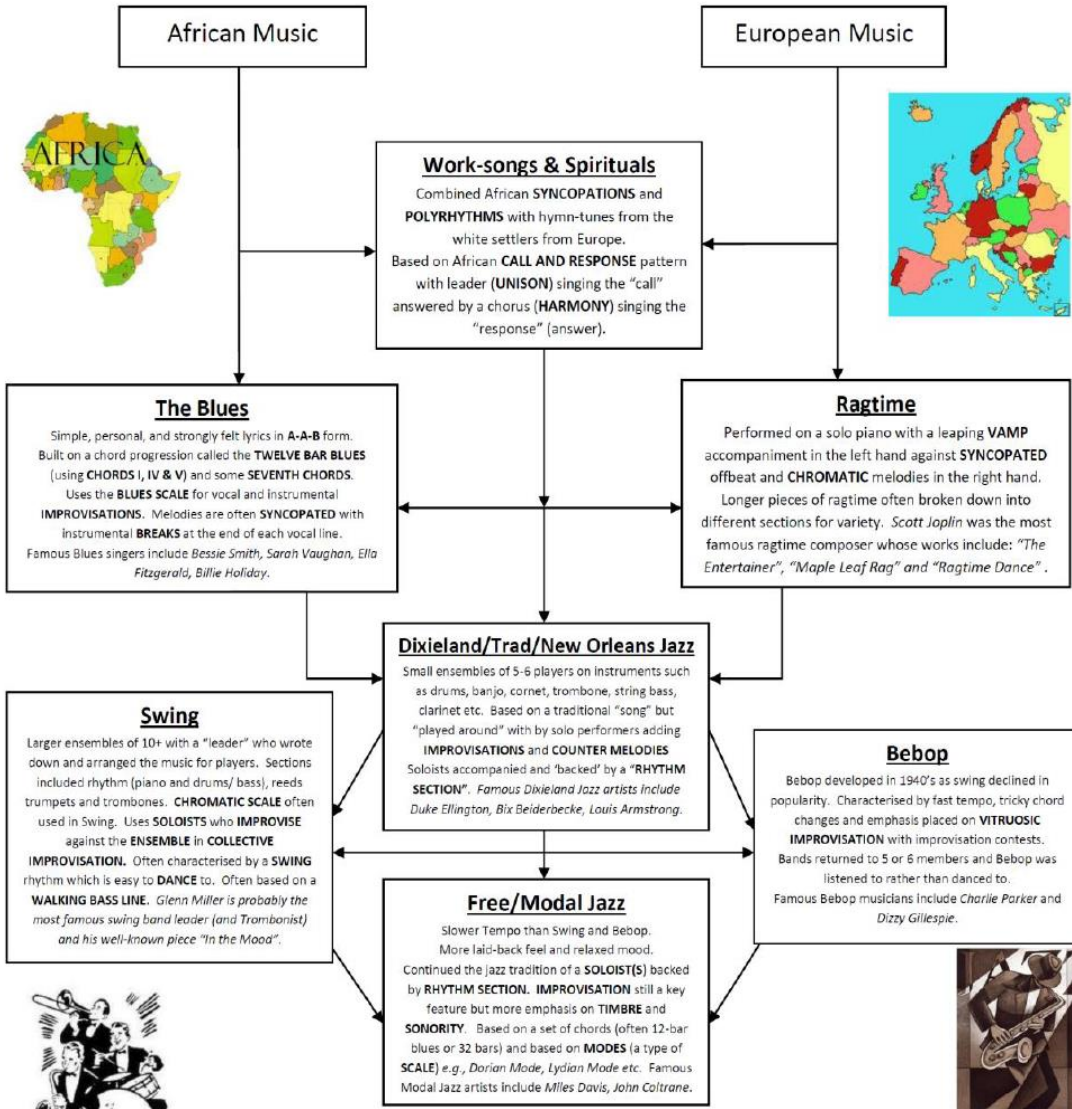 African Music
European Music
AFRICA
Work-songs & Spirituals
Combined African SYNCOPATIONS and
POLYRHYTHMS with hymn-tunes from the
white settlers from Europe.
Based on African CALL AND RESPONSE pattern
with leader (UNISON) singing the “call”
answered by a chorus (HARMONY) singing the
“response” (answer).
The Blues
Simple, personal, and strongly felt lyrics in A-A-B form.
Built on a chord progression called the TWELVE BAR BLUES
(using CHORDS I, IV & V) and some SEVENTH CHORDS.
Uses the BLUES SCALE for vocal and instrumental
IMPROVISATIONS. Melodies are often SYNCOPATED with
instrumental BREAKS at the end of each vocal line.
Famous Blues singers include Bessie Smith, Sarah Vaughan, Ella
Fitzgerald, Billie Holiday.
Ragtime
Performed on a solo piano with a leaping VAMP
accompaniment in the left hand against SYNCOPATED
offbeat and CHROMATIC melodies in the right hand.
Longer pieces of ragtime often broken down into
different sections for variety. Scott Joplin was the most
famous ragtime composer whose works include: “The
Entertainer”, “Maple Leaf Rag” and “Ragtime Dance” .
Dixieland/Trad/New Orleans Jazz
Small ensembles of 5-6 players on instruments such
as drums, banjo, cornet, trombone, string bass,
clarinet etc. Based on a traditional “song” but
“played around” with by solo performers adding
IMPROVISATIONS and COUNTER MELODIES
Soloists accompanied and ‘backed’ by a “RHYTHM
SECTION”. Famous Dixieland Jazz artists include
Duke Ellington, Bix Beiderbecke, Louis Armstrong.
Swing
Larger ensembles of 10+ with a “leader” who wrote
down and arranged the music for players. Sections
included rhythm (piano and drums/ bass), reeds
trumpets and trombones. CHROMATIC SCALE often
used in Swing. Uses SOLOISTS who IMPROVISE
against the ENSEMBLE in COLLECTIVE
IMPROVISATION. Often characterised by a SWING
rhythm which is easy to DANCE to. Often based on a
WALKING BASS LINE. Glenn Miller is probably the
most famous swing band leader (and Trombonist)
and his well-known piece “In the Mood”.
Bebop
Bebop developed in 1940’s as swing declined in
popularity. Characterised by fast tempo, tricky chord
changes and emphasis placed on VITRUOSIC
IMPROVISATION with improvisation contests.
Bands returned to 5 or 6 members and Bebop was
listened to rather than danced to.
Famous Bebop musicians include Charlie Parker and
Dizzy Gillespie.
Free/Modal Jazz
Slower Tempo than Swing and Bebop.
More laid-back feel and relaxed mood.
Continued the jazz tradition of a SOLOIST(S) backed
by RHYTHM SECTION. IMPROVISATION still a key
feature but more emphasis on TIMBRE and
SONORITY. Based on a set of chords (often 12-bar
blues or 32 bars) and based on MODES (a type of
SCALE) e.g., Dorian Mode, Lydian Mode etc. Famous
Modal Jazz artists include Miles Davis, John Coltrane.